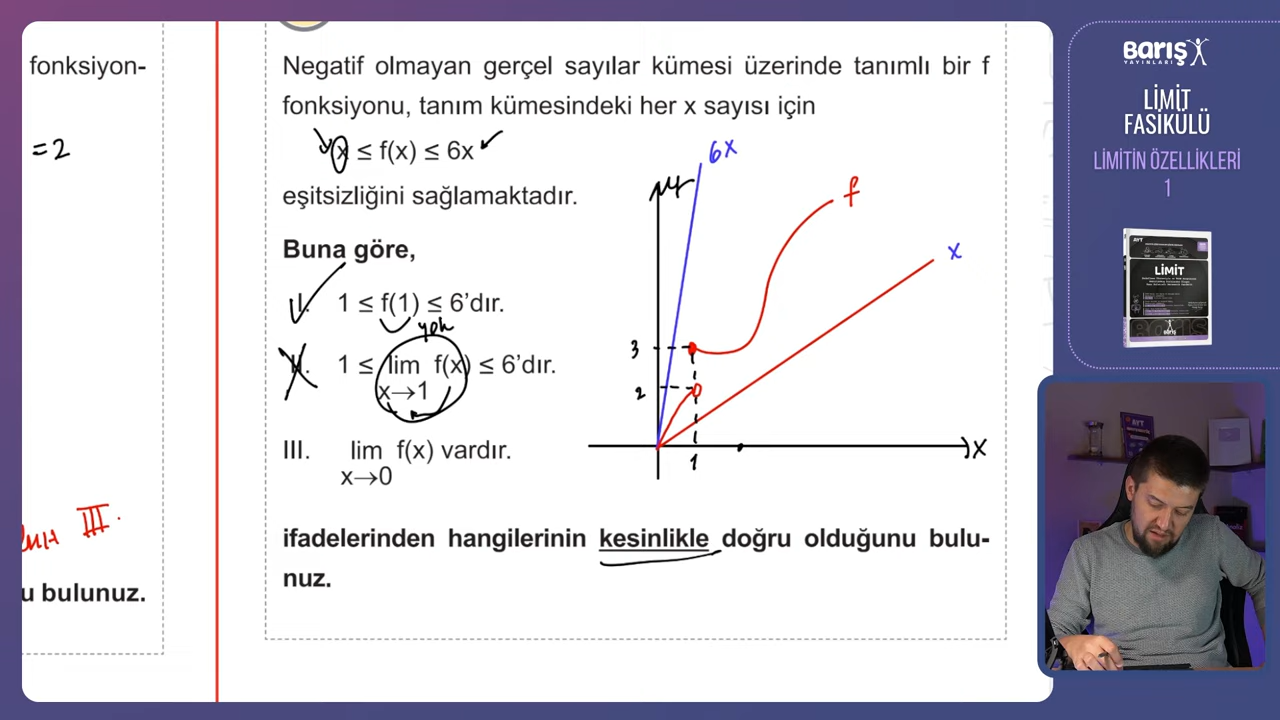 fonksiyon-
=2
III.
u bulunuz.
Negatif olmayan gerçel sayılar kümesi üzerinde tanımlı bir f
fonksiyonu, tanım kümesindeki her x sayısı için
x ≤ f(x) ≤ 6x
eşitsizliğini sağlamaktadır.
Buna göre,
I. 1 ≤ f(1) ≤ 6'dır.
yok
II. 1 ≤ lim f(x) ≤ 6'dır.
x→1
III. lim f(x) vardır.
x→0
ifadelerinden hangilerinin kesinlikle doğru olduğunu bulu-
nuz.
6x
y
f
x
3
2
1
x
BARIŞ
YAYINLARI
LİMİT
FASİKÜLÜ
LİMİTİN ÖZELLİKLERİ
1
AYT
LİMİT
BARIŞ